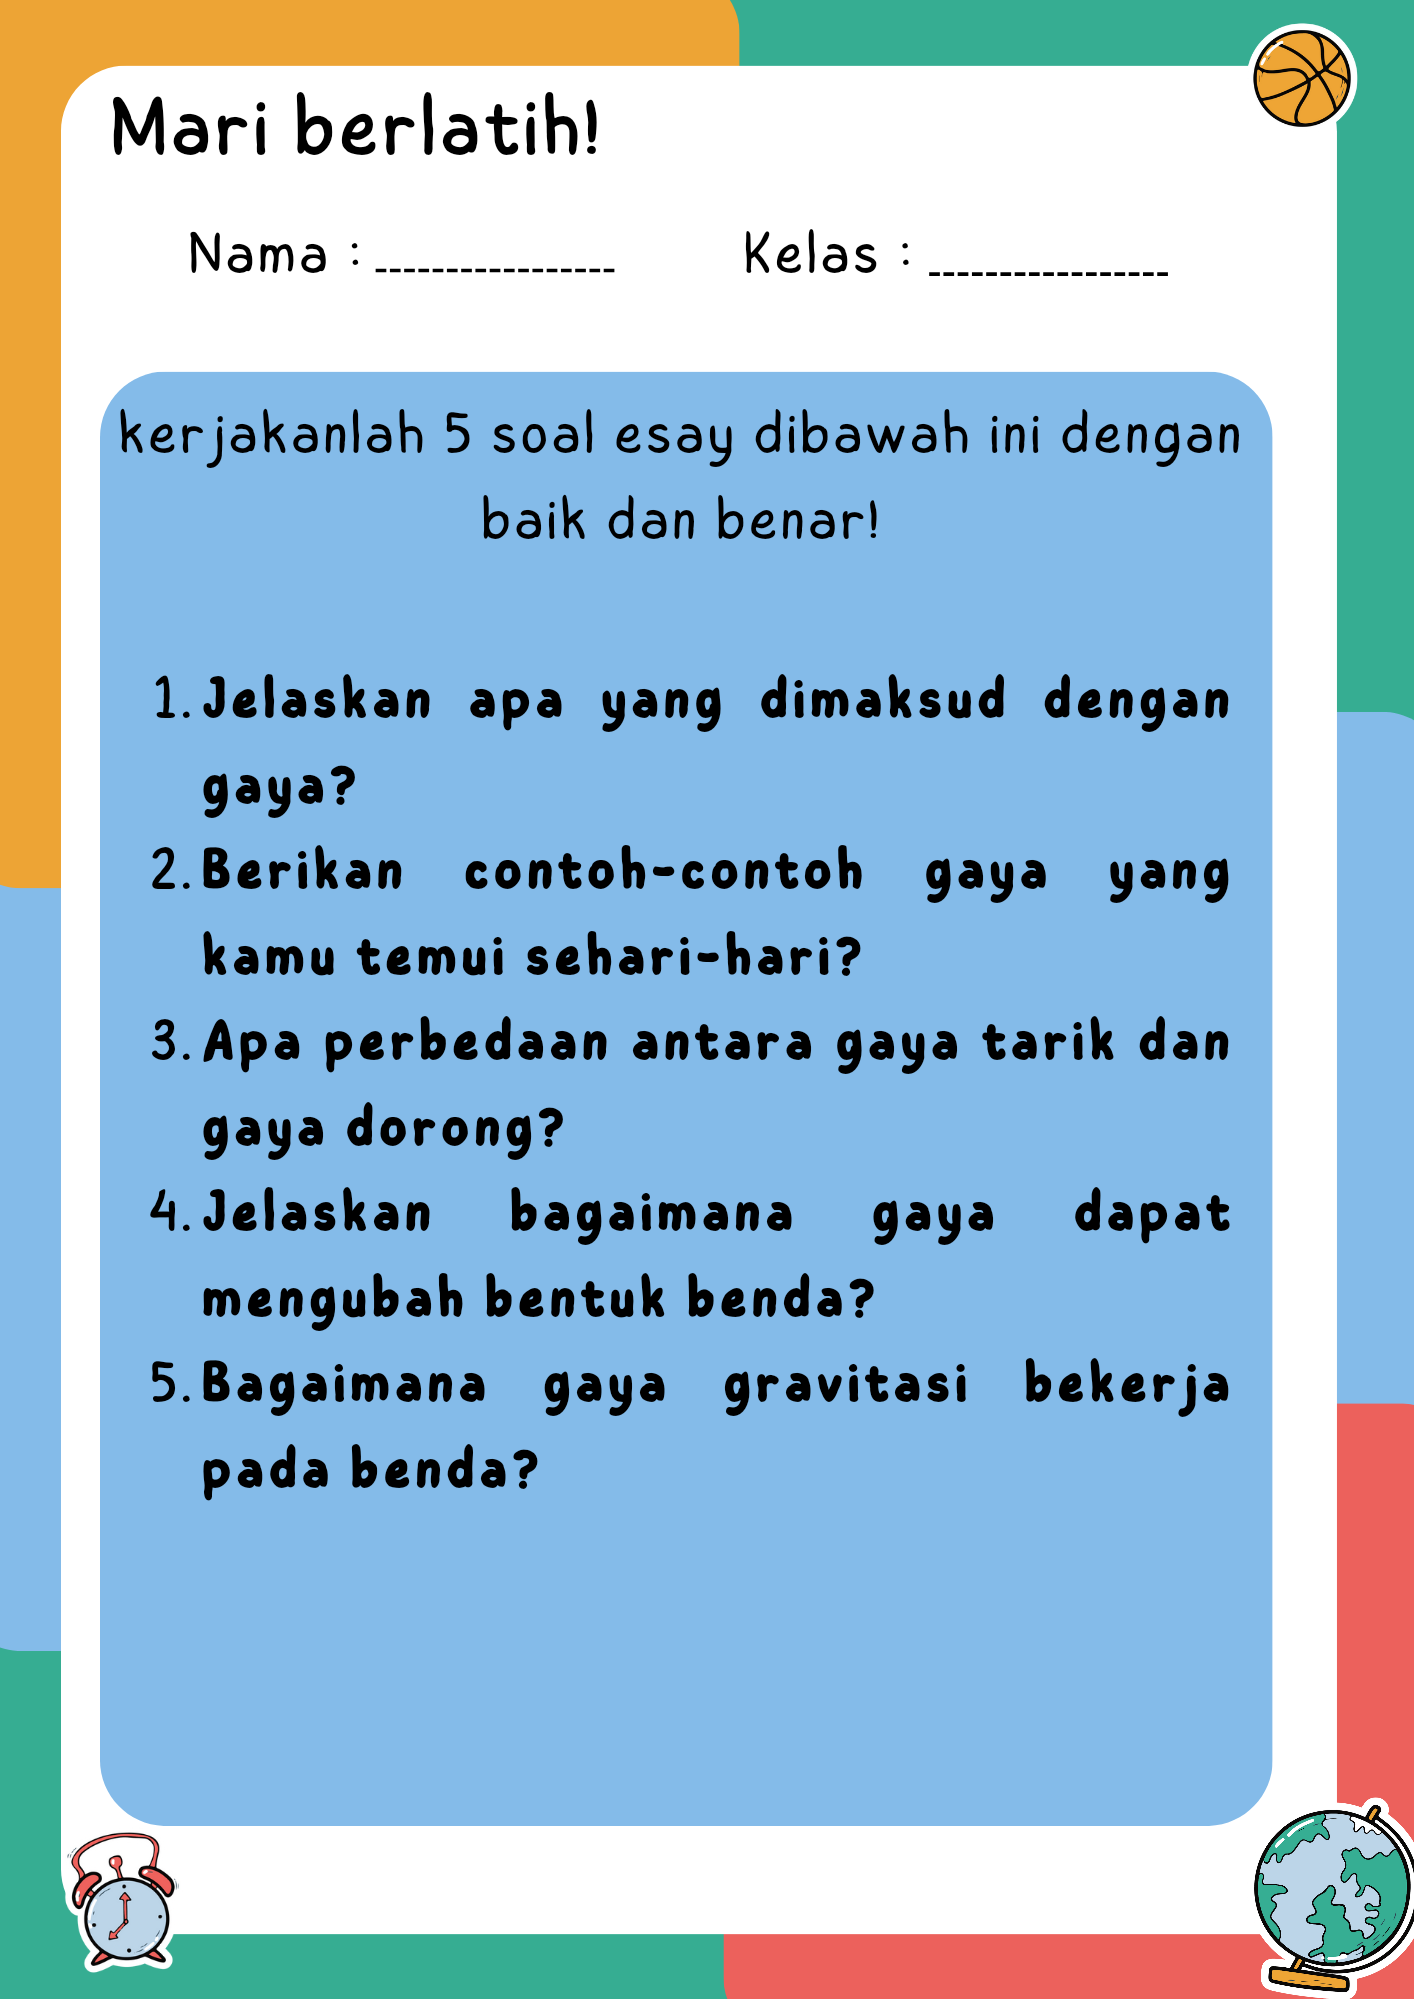 Mari berlatih!
Nama : ----------------- Kelas : -----------------
kerjakanlah 5 soal esay dibawah ini dengan
baik dan benar!
1. Jelaskan apa yang dimaksud dengan
gaya?
2. Berikan contoh-contoh gaya yang
kamu temui sehari-hari?
3. Apa perbedaan antara gaya tarik dan
gaya dorong?
4. Jelaskan bagaimana gaya dapat
mengubah bentuk benda?
5. Bagaimana gaya gravitasi bekerja
pada benda?